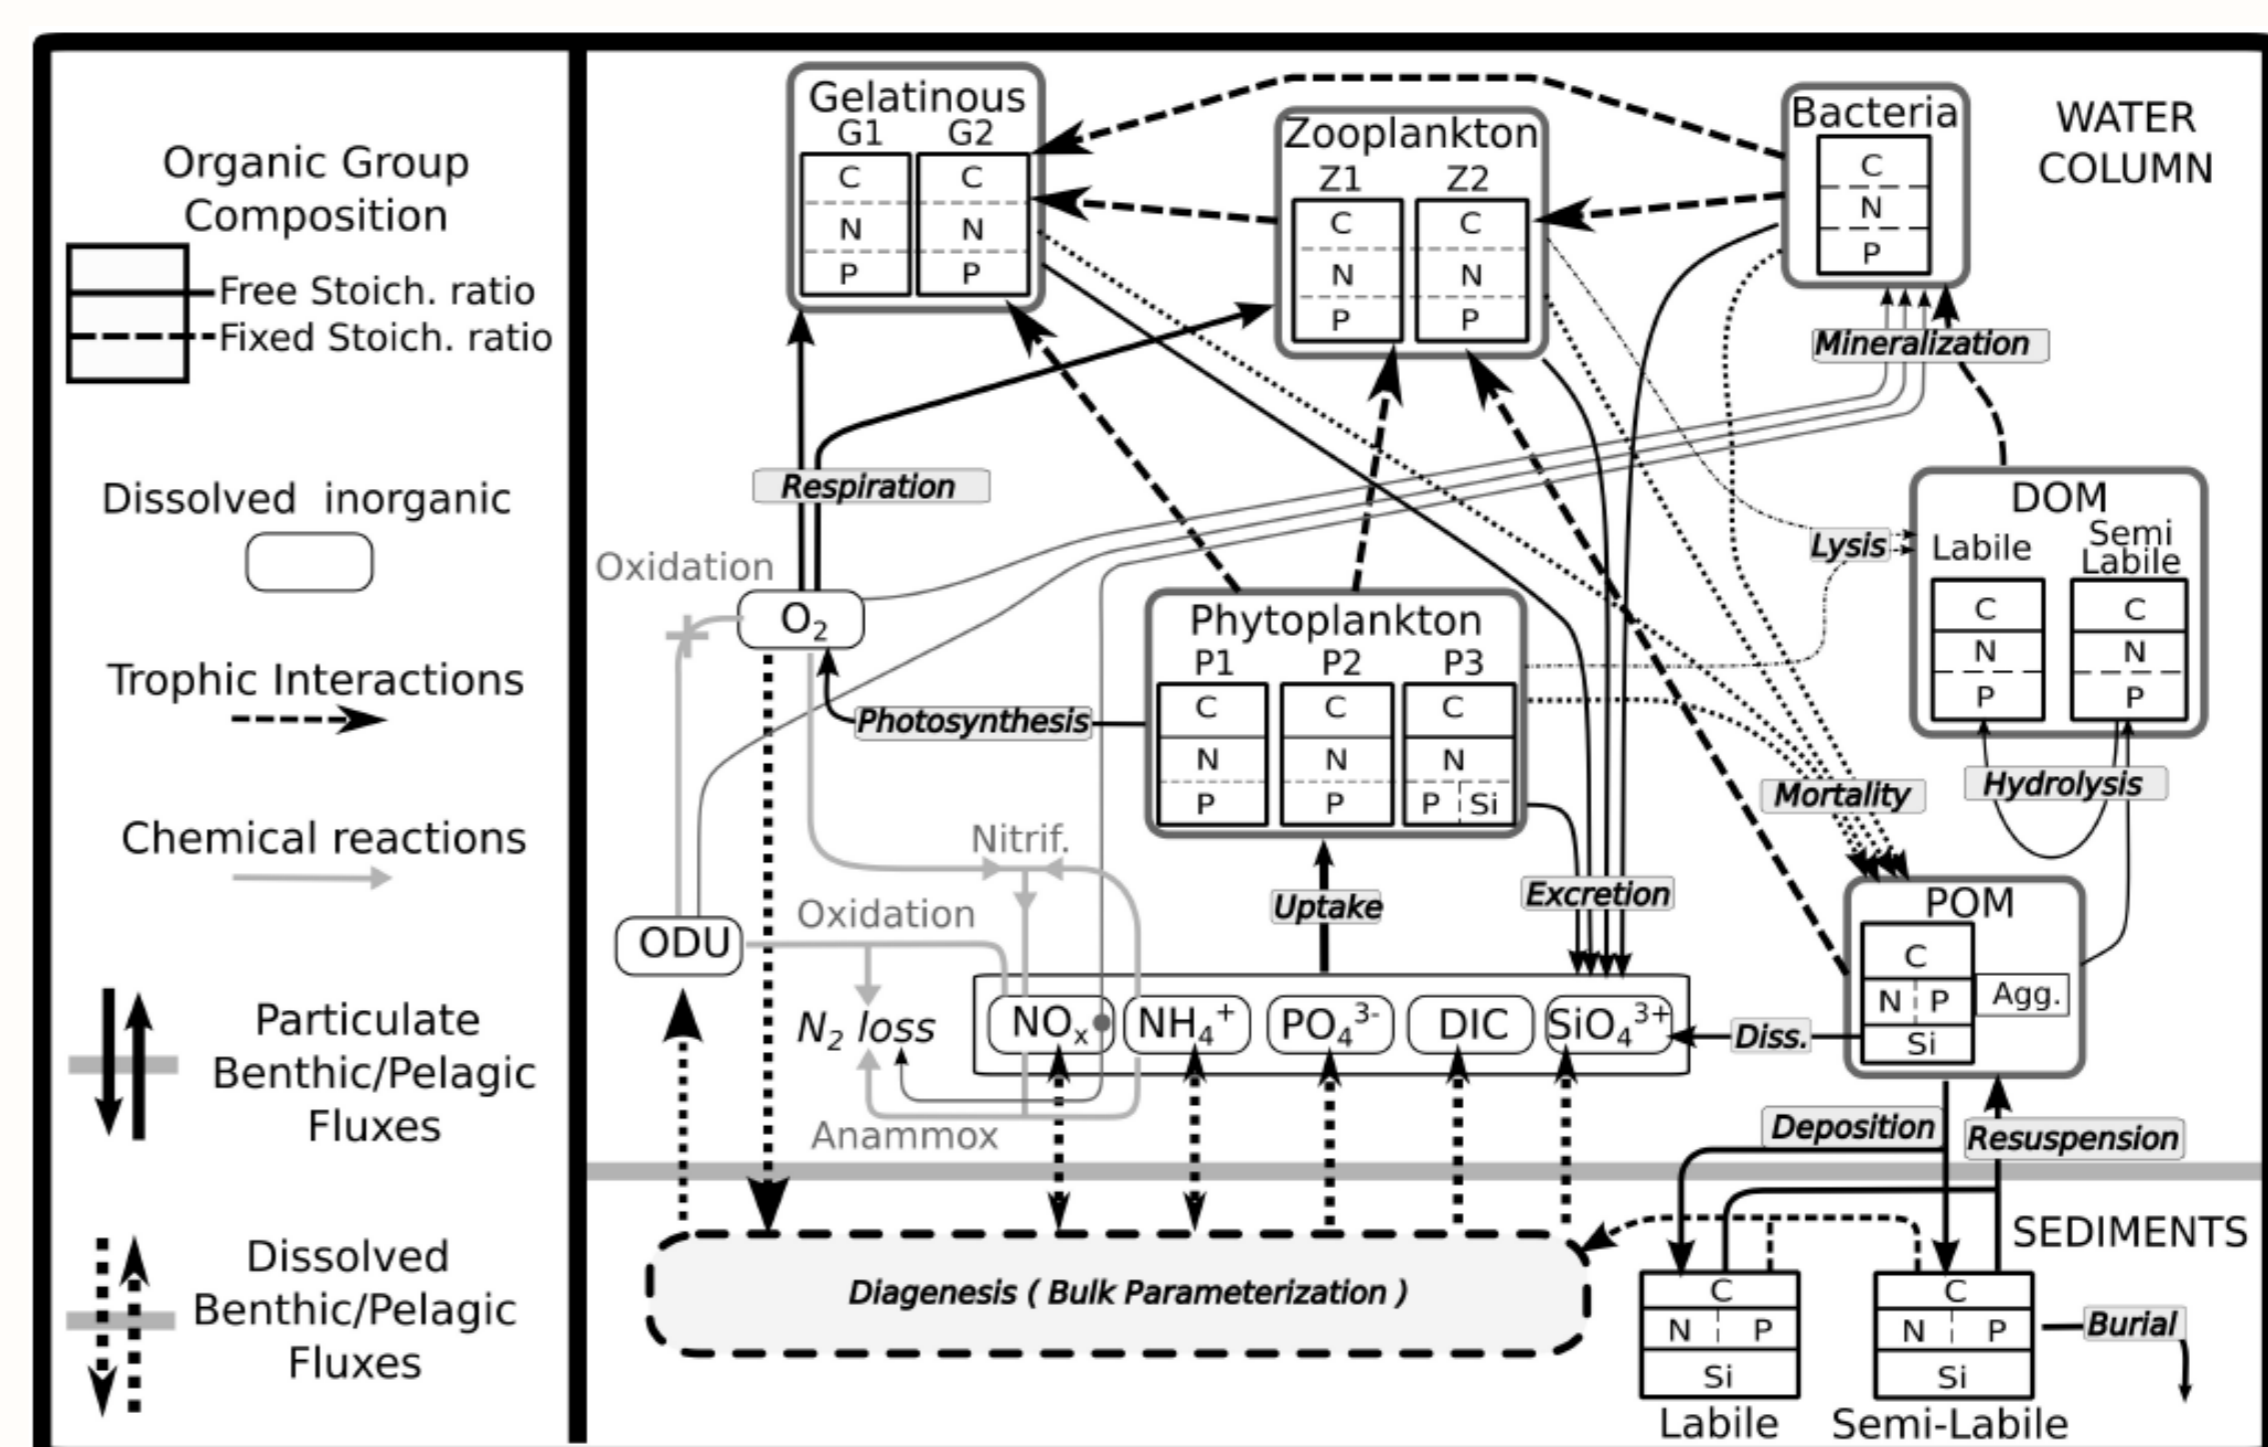 Organic Group
Composition
Free Stoich. ratio
Fixed Stoich. ratio
Dissolved inorganic
Trophic Interactions
Chemical reactions
Particulate
Benthic/Pelagic
Fluxes
Dissolved
Benthic/Pelagic
Fluxes
WATER
COLUMN
Gelatinous
G1 G2
C C
N N
P P
Zooplankton
Z1 Z2
C C
N N
P P
Bacteria
C
N
P
Mineralization
Respiration
Oxidation
O₂
Lysis
DOM
Labile
Semi
Labile
C C
N N
P P
Hydrolysis
Phytoplankton
P1 P2 P3
C C C
N N N
P P P Si
Photosynthesis
Mortality
Nitrif.
Oxidation
Uptake
Excretion
ODU
N₂ loss
NOₓ
NH₄⁺
PO₄³⁻
DIC
SiO₄³⁺
Diss.
POM
C
N P
Si
Agg.
Anammox
Deposition
Resuspension
SEDIMENTS
Diagenesis ( Bulk Parameterization )
C
N P
Si
Labile
C
N P
Si
Semi-Labile
Burial